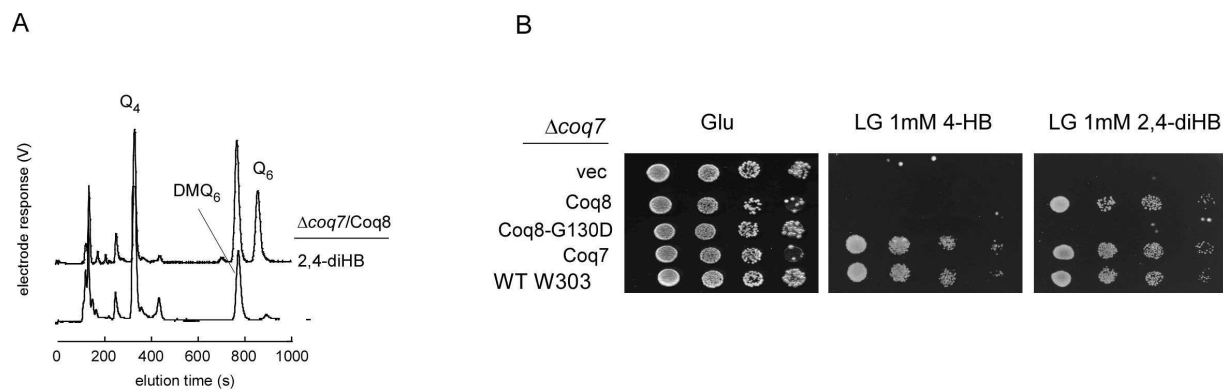 A
electrode response (V)
Q4
DMQ6
Q6
Δcoq7/Coq8
2,4-diHB
-
0 200 400 600 800 1000
elution time (s)
B
Δcoq7
Glu
LG 1mM 4-HB
LG 1mM 2,4-diHB
vec
Coq8
Coq8-G130D
Coq7
WT W303